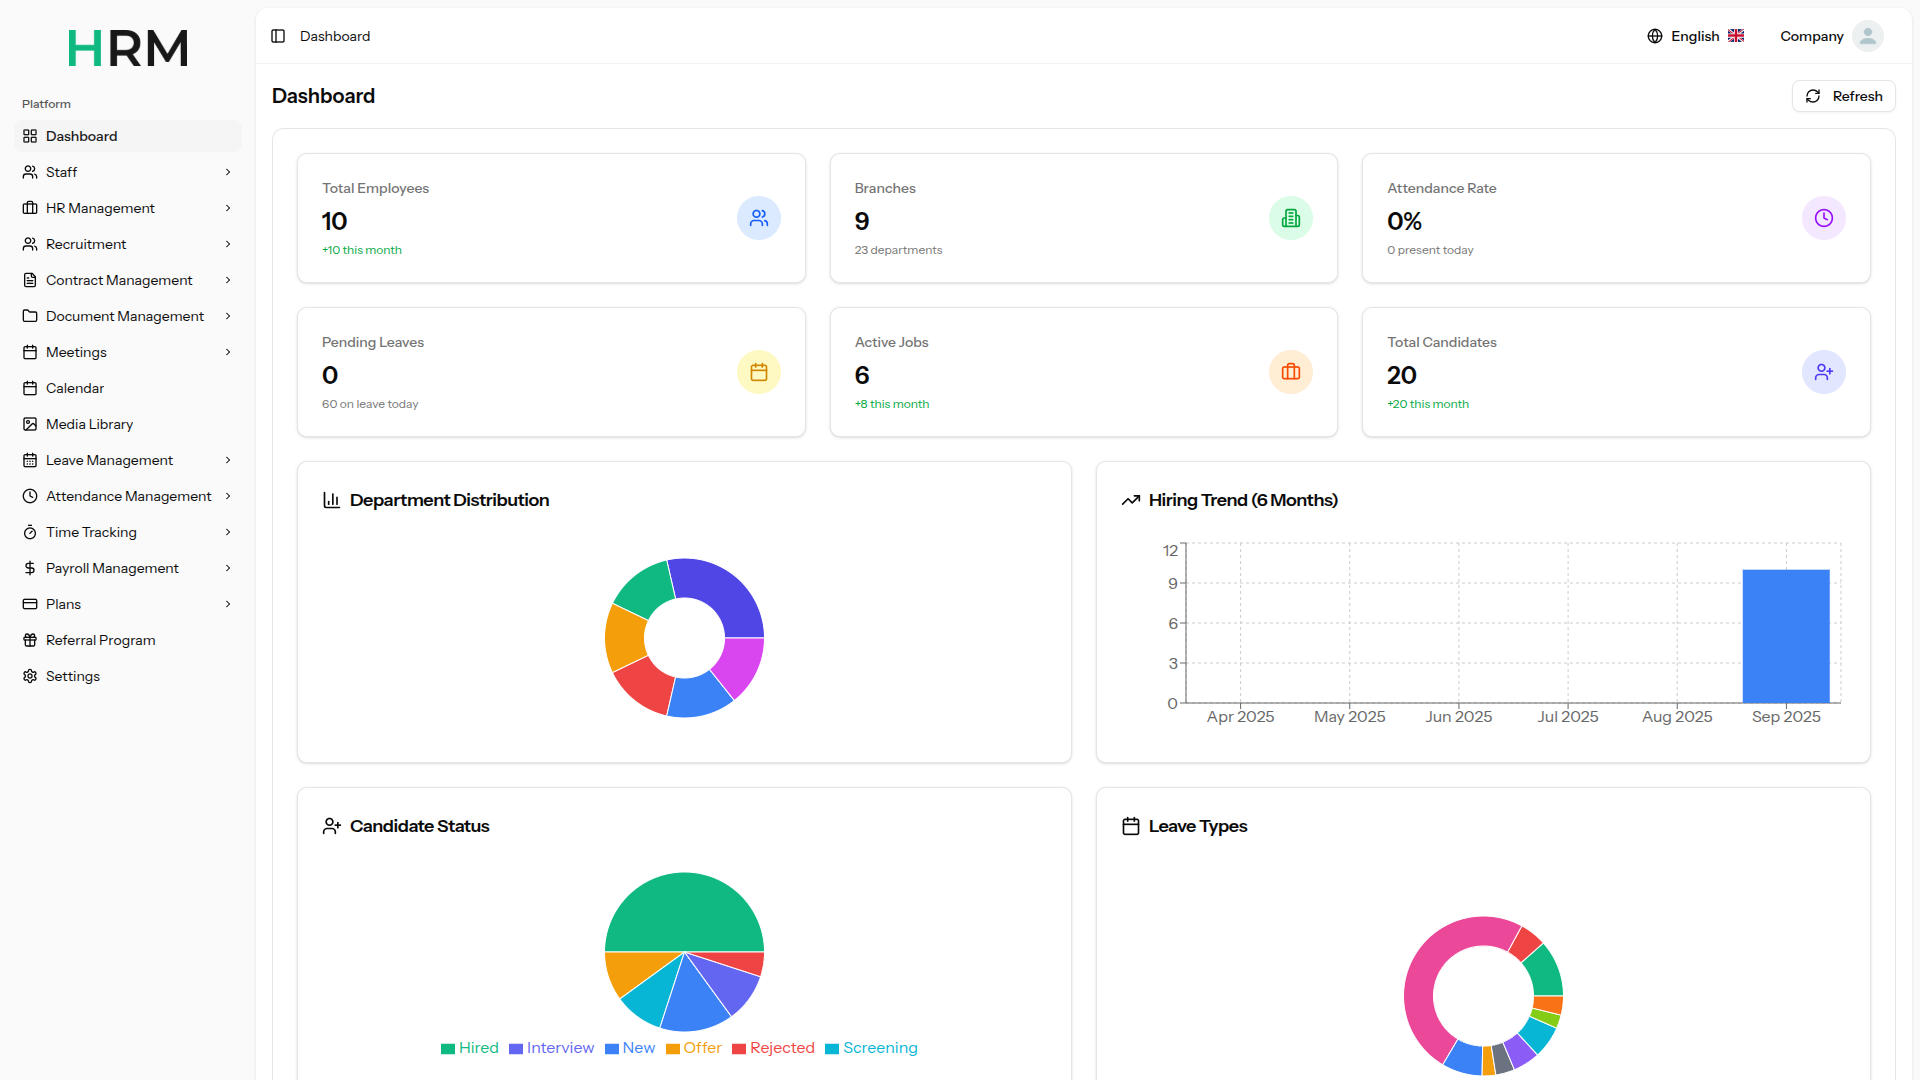 HRM
Platform
Dashboard
Staff
HR Management
Recruitment
Contract Management
Document Management
Meetings
Calendar
Media Library
Leave Management
Attendance Management
Time Tracking
Payroll Management
Plans
Referral Program
Settings
Dashboard
English
Company
Dashboard
Refresh
Total Employees
10
+10 this month
Branches
9
23 departments
Attendance Rate
0%
0 present today
Pending Leaves
0
60 on leave today
Active Jobs
6
+8 this month
Total Candidates
20
+20 this month
Department Distribution
Hiring Trend (6 Months)
12
9
6
3
0
Apr 2025 May 2025 Jun 2025 Jul 2025 Aug 2025 Sep 2025
Candidate Status
Hired Interview New Offer Rejected Screening
Leave Types